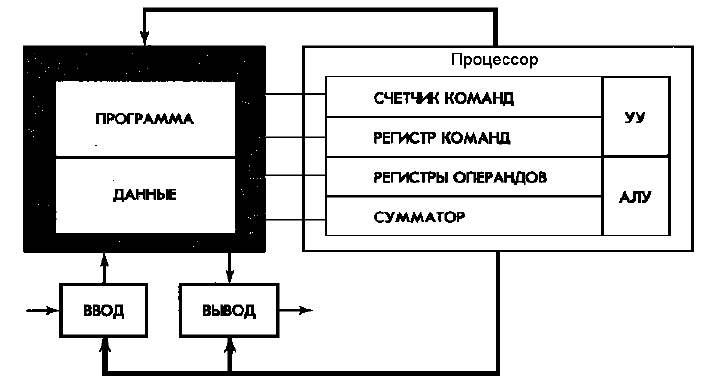 Процессор
ПРОГРАММА
ДАННЫЕ
СЧЕТЧИК КОМАНД
РЕГИСТР КОМАНД
УУ
РЕГИСТРЫ ОПЕРАНДОВ
СУММАТОР
АЛУ
ВВОД
ВЫВОД